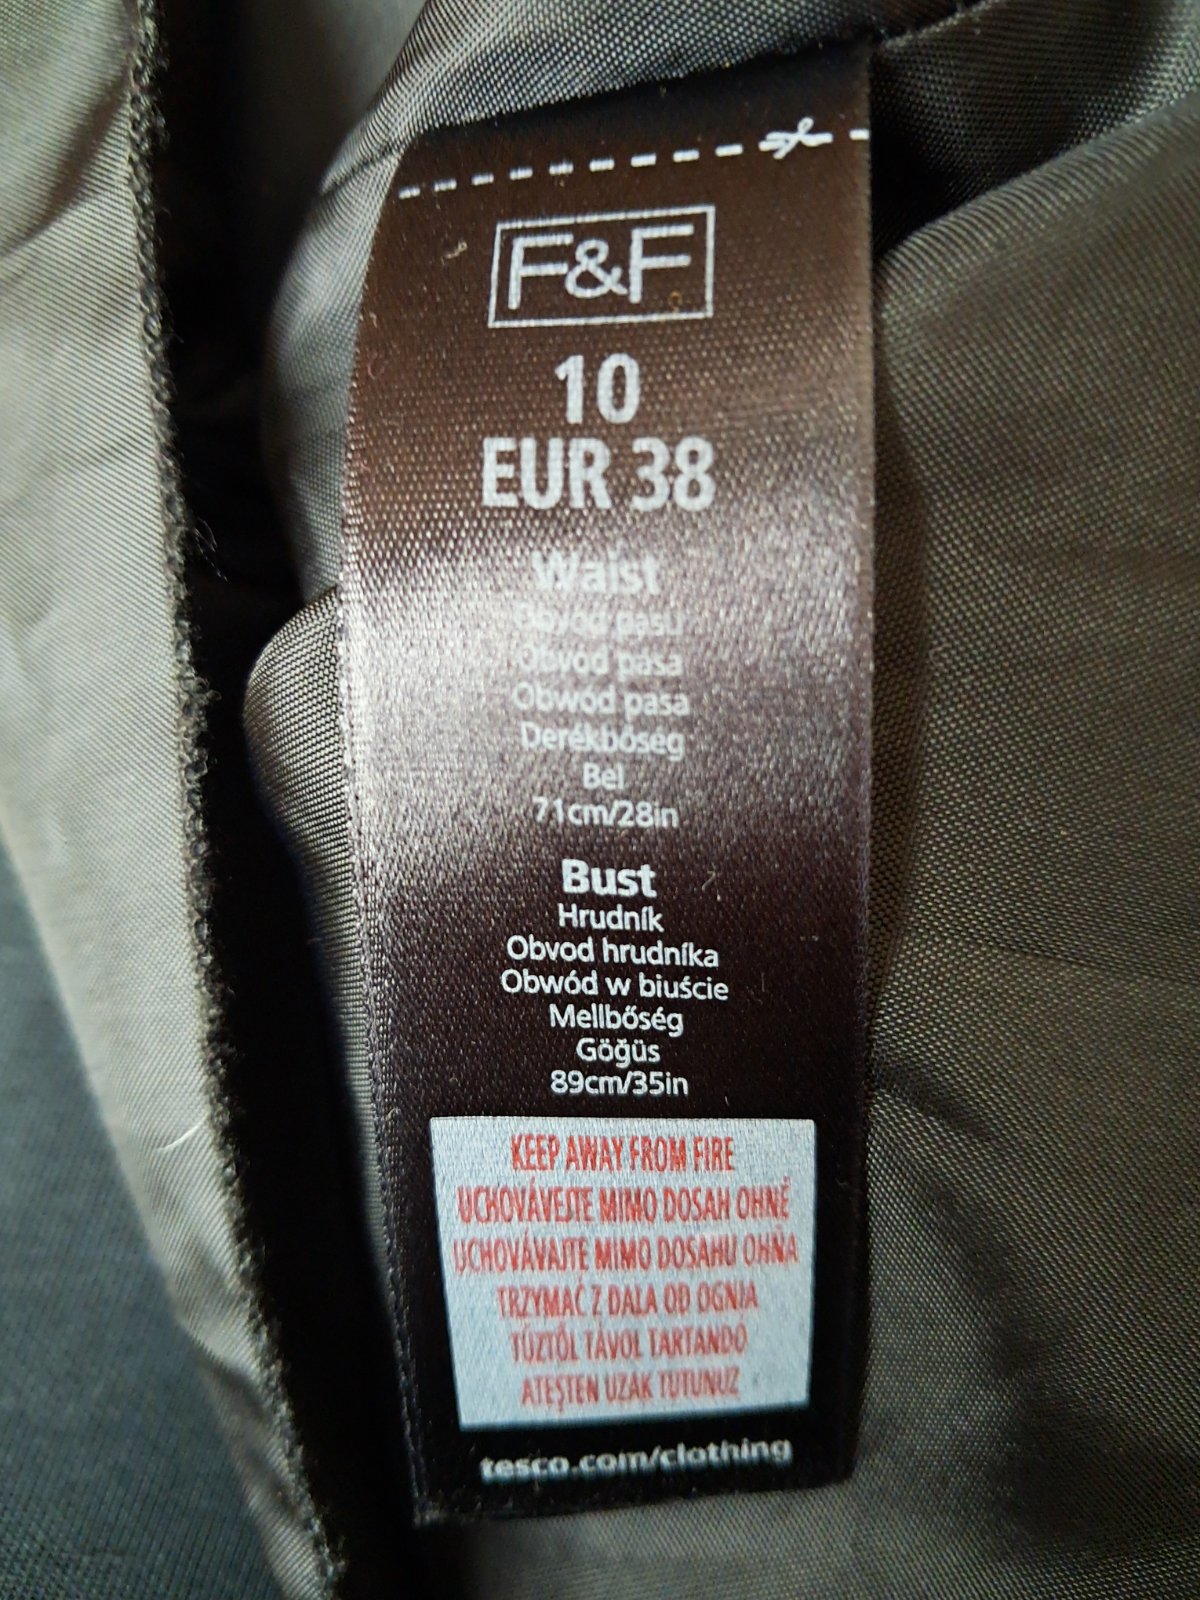 F&F
10
EUR 38
Waist
Obvod pasu
Obvod pasa
Obwód pasa
Derékbőség
Bel
71cm/28in
Bust
Hrudník
Obvod hrudníka
Obwód w biuście
Mellbőség
Göğüs
89cm/35in
KEEP AWAY FROM FIRE
UCHOVÁVEJTE MIMO DOSAH OHNĚ
UCHOVÁVAJTE MIMO DOSAHU OHŇA
TRZYMAĆ Z DALA OD OGNIA
TŰZTŐL TÁVOL TARTANDÓ
ATEŞTEN UZAK TUTUNUZ
tesco.com/clothing